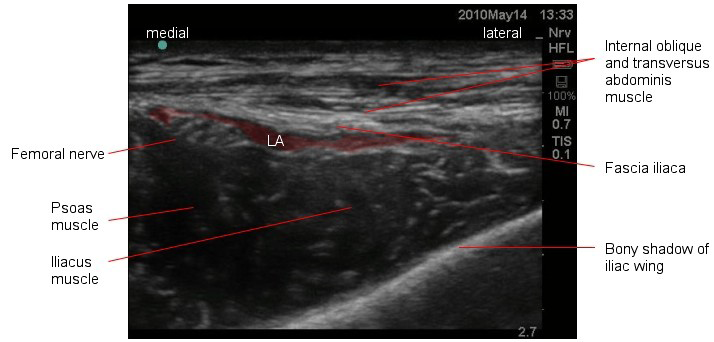 2010May14 13:33
medial
lateral
Nrv
HFL
100%
MI
0.7
TIS
0.1
Internal oblique
and transversus
abdominis
muscle
Femoral nerve
LA
Fascia iliaca
Psoas
muscle
Iliacus
muscle
Bony shadow of
iliac wing
2.7